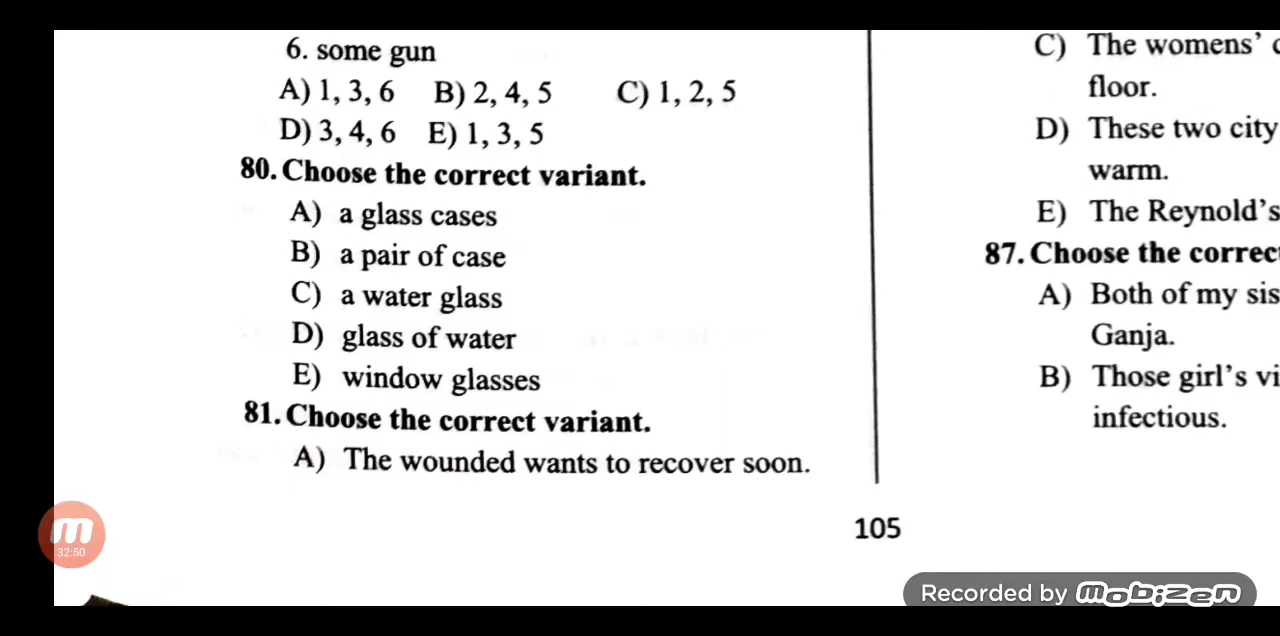 6. some gun
A) 1, 3, 6 B) 2, 4, 5 C) 1, 2, 5
D) 3, 4, 6 E) 1, 3, 5
80. Choose the correct variant.
A) a glass cases
B) a pair of case
C) a water glass
D) glass of water
E) window glasses
81. Choose the correct variant.
A) The wounded wants to recover soon.
C) The womens'
floor.
D) These two city
warm.
E) The Reynold's
87. Choose the correc
A) Both of my sis
Ganja.
B) Those girl's vi
infectious.
105
32:50
Recorded by Mobizen